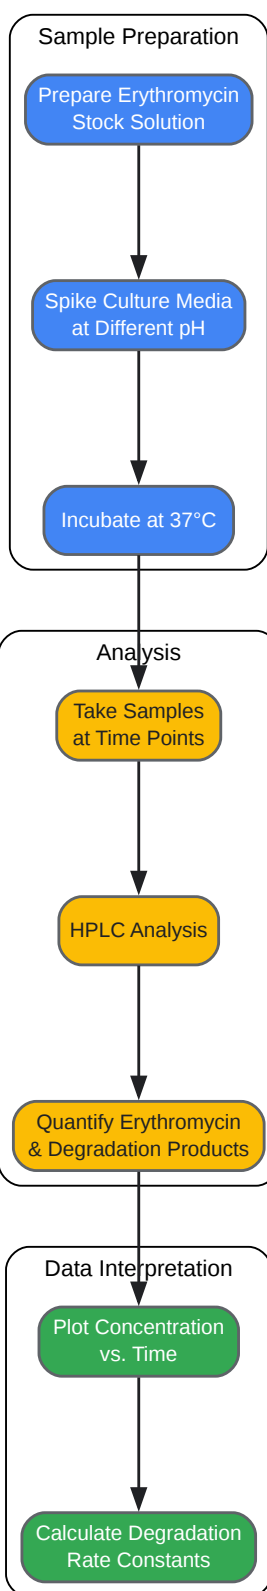 Sample Preparation
Prepare Erythromycin
Stock Solution
Spike Culture Media
at Different pH
Incubate at 37°C
Analysis
Take Samples
at Time Points
HPLC Analysis
Quantify Erythromycin
& Degradation Products
Data Interpretation
Plot Concentration
vs. Time
Calculate Degradation
Rate Constants